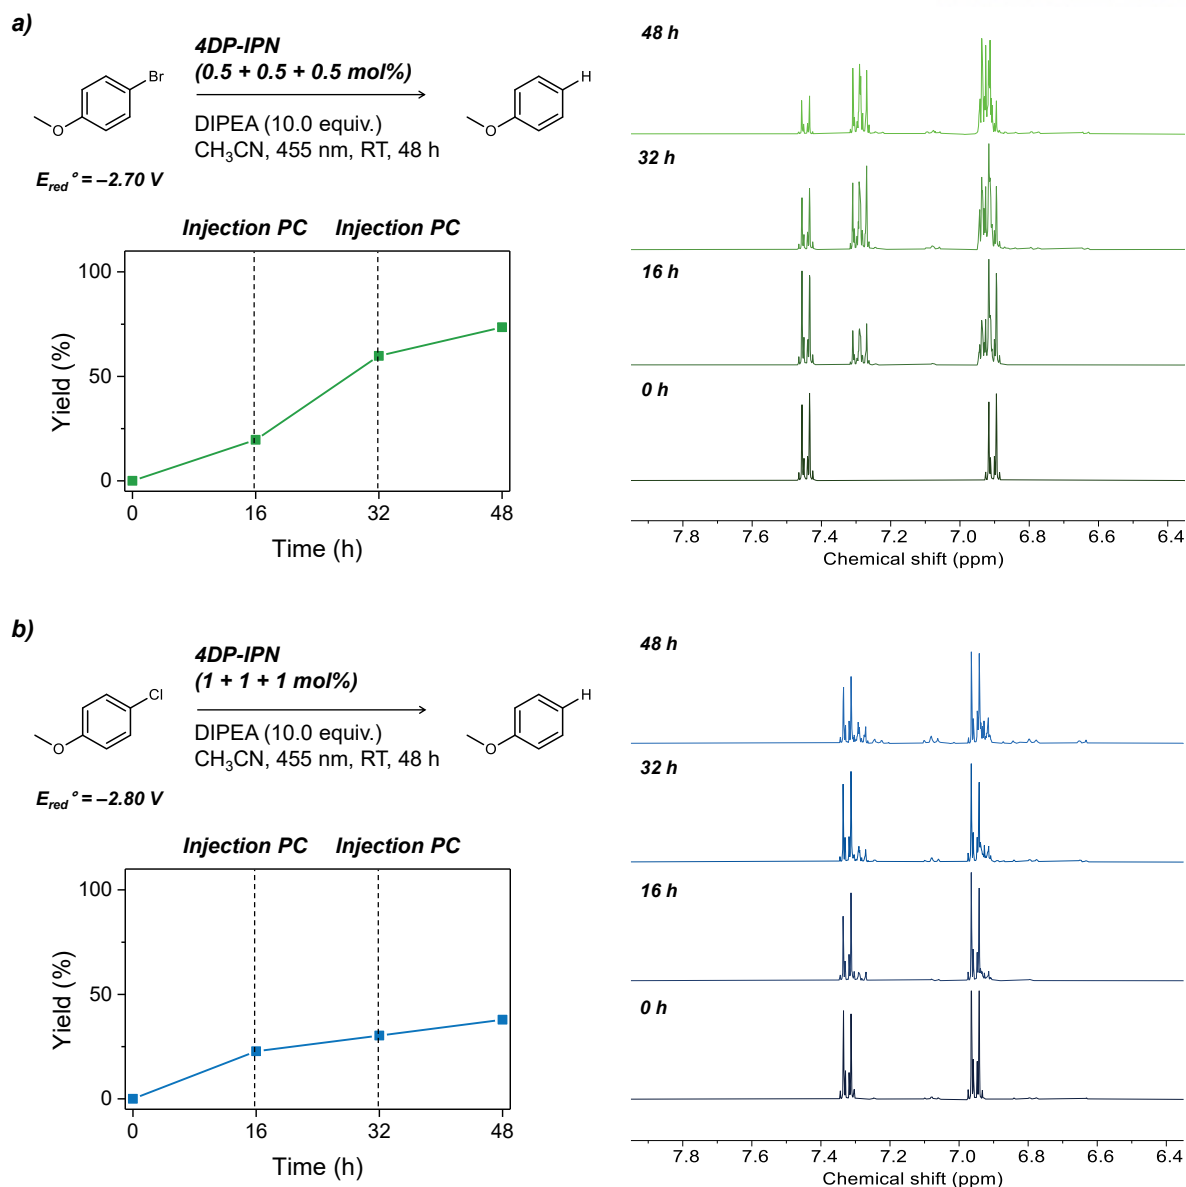 a)
4DP-IPN
(0.5 + 0.5 + 0.5 mol%)
Br
O
H
O
DIPEA (10.0 equiv.)
CH₃CN, 455 nm, RT, 48 h
E_red° = –2.70 V
Injection PC Injection PC
100
50
0
Yield (%)
0 16 32 48
Time (h)
48 h
32 h
16 h
0 h
7.8 7.6 7.4 7.2 7.0 6.8 6.6 6.4
Chemical shift (ppm)
b)
4DP-IPN
(1 + 1 + 1 mol%)
Cl
O
H
O
DIPEA (10.0 equiv.)
CH₃CN, 455 nm, RT, 48 h
E_red° = –2.80 V
Injection PC Injection PC
100
50
0
Yield (%)
0 16 32 48
Time (h)
48 h
32 h
16 h
0 h
7.8 7.6 7.4 7.2 7.0 6.8 6.6 6.4
Chemical shift (ppm)